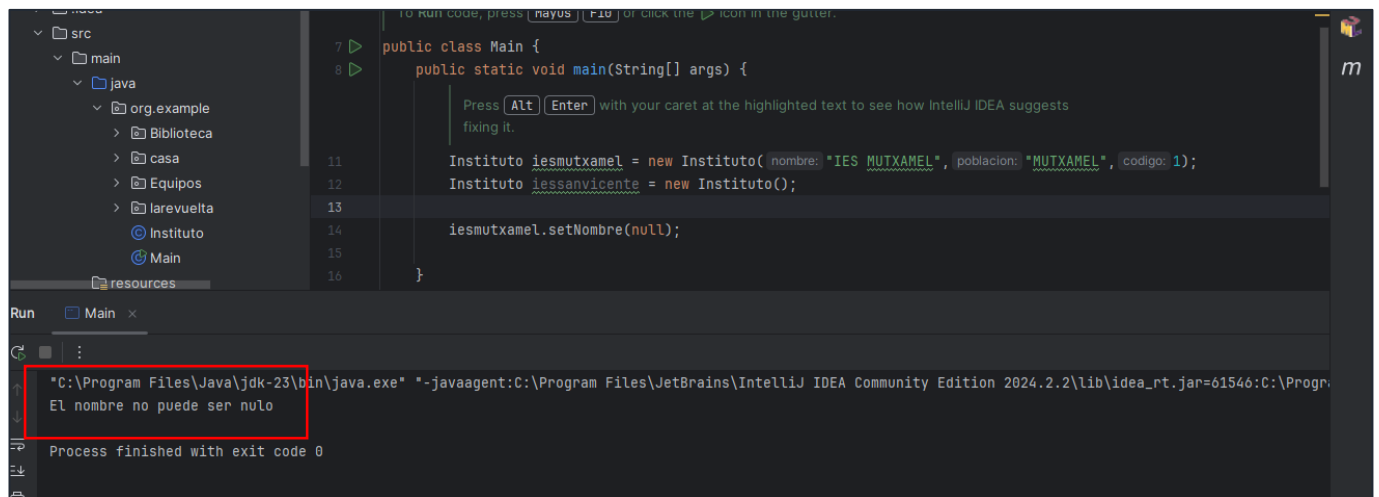 To Run code, press Mayús F10 or click the icon in the gutter.
src
main
java
org.example
Biblioteca
casa
Equipos
larevuelta
Instituto
Main
resources
7 public class Main {
8 public static void main(String[] args) {
Press Alt Enter with your caret at the highlighted text to see how IntelliJ IDEA suggests
fixing it.
11 Instituto iesmutxamel = new Instituto( nombre: "IES MUTXAMEL", poblacion: "MUTXAMEL", codigo: 1);
12 Instituto iessanvicente = new Instituto();
13
14 iesmutxamel.setNombre(null);
15
16 }
m
Run Main
"C:\Program Files\Java\jdk-23\bin\java.exe" "-javaagent:C:\Program Files\JetBrains\IntelliJ IDEA Community Edition 2024.2.2\lib\idea_rt.jar=61546:C:\Progr
El nombre no puede ser nulo
Process finished with exit code 0